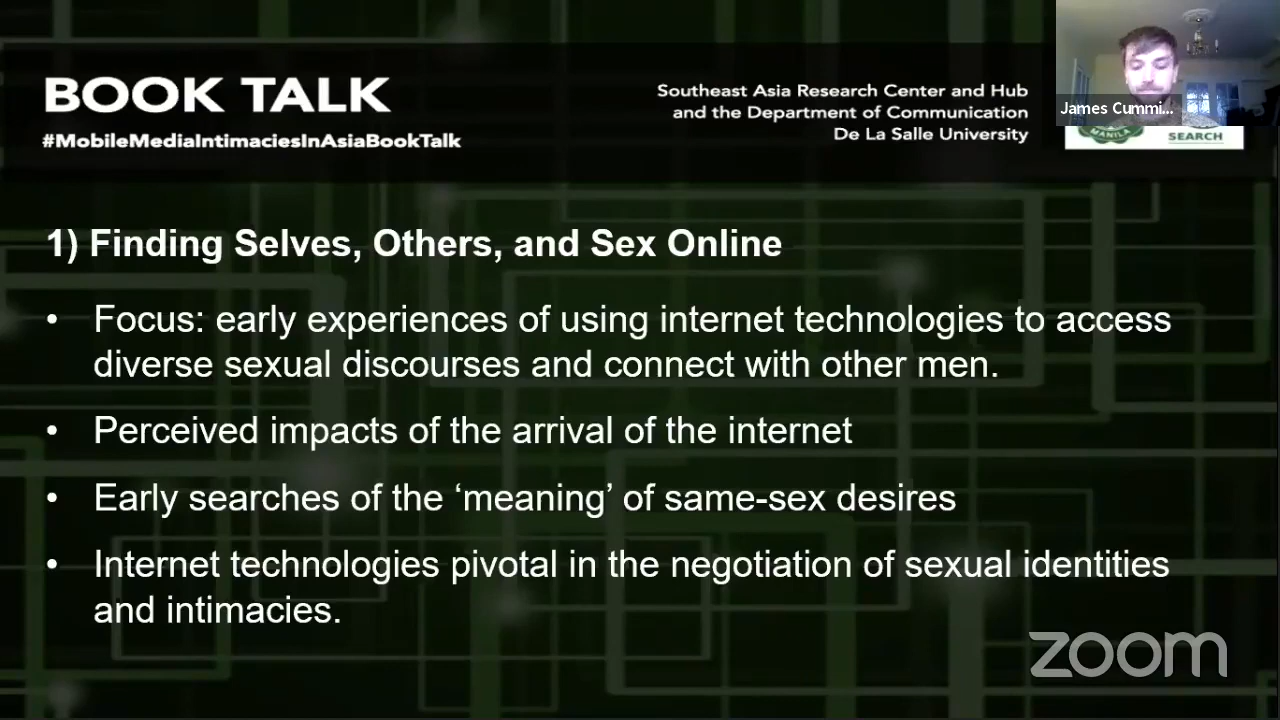 BOOK TALK
#MobileMediaIntimaciesInAsiaBookTalk
Southeast Asia Research Center and Hub
and the Department of Communication
De La Salle University
James Cummi...
MANILA
SEARCH
1) Finding Selves, Others, and Sex Online
• Focus: early experiences of using internet technologies to access
diverse sexual discourses and connect with other men.
• Perceived impacts of the arrival of the internet
• Early searches of the ‘meaning’ of same-sex desires
• Internet technologies pivotal in the negotiation of sexual identities
and intimacies.
zoom